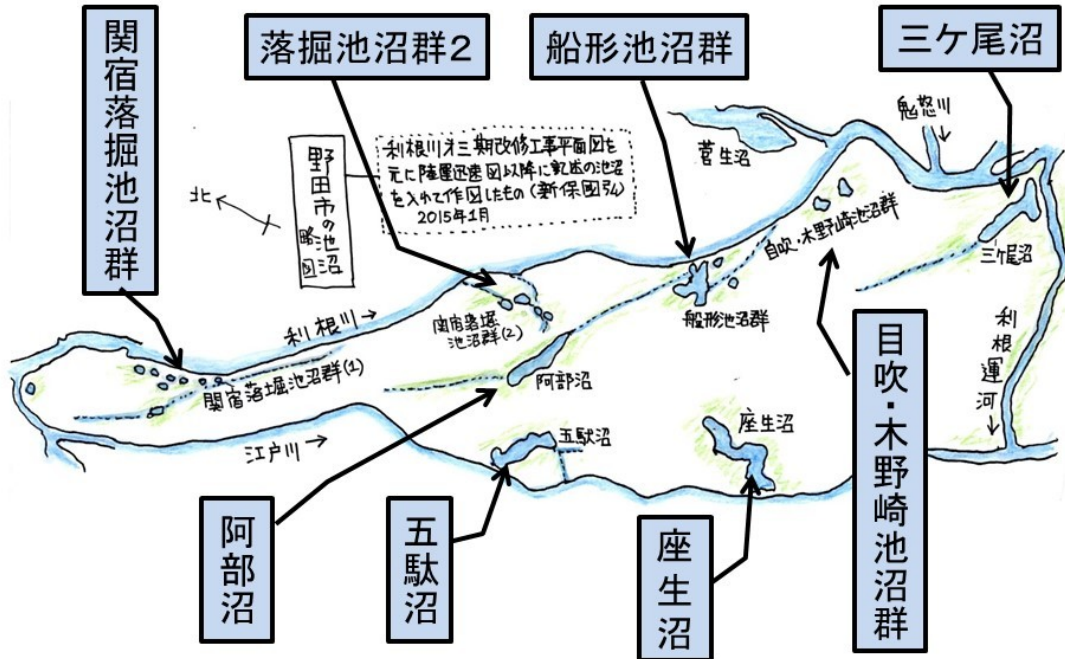 関宿落掘池沼群
落掘池沼群2
船形池沼群
三ケ尾沼
鬼怒川
菅生沼
北
野田市の池沼
略図
利根川オ三期改修工事平面図を
元に陸軍迅速図以降に記述の池沼
を入れて作図したもの(新保國弘)
2015年1月
目吹・木野崎池沼群
三ケ尾沼
利根川→
関宿落堀
池沼群(2)
船形池沼群
利根運河
関宿落堀池沼群(1)
阿部沼
江戸川→
五駄沼
座生沼
阿部沼
五駄沼
座生沼
目吹・木野崎池沼群